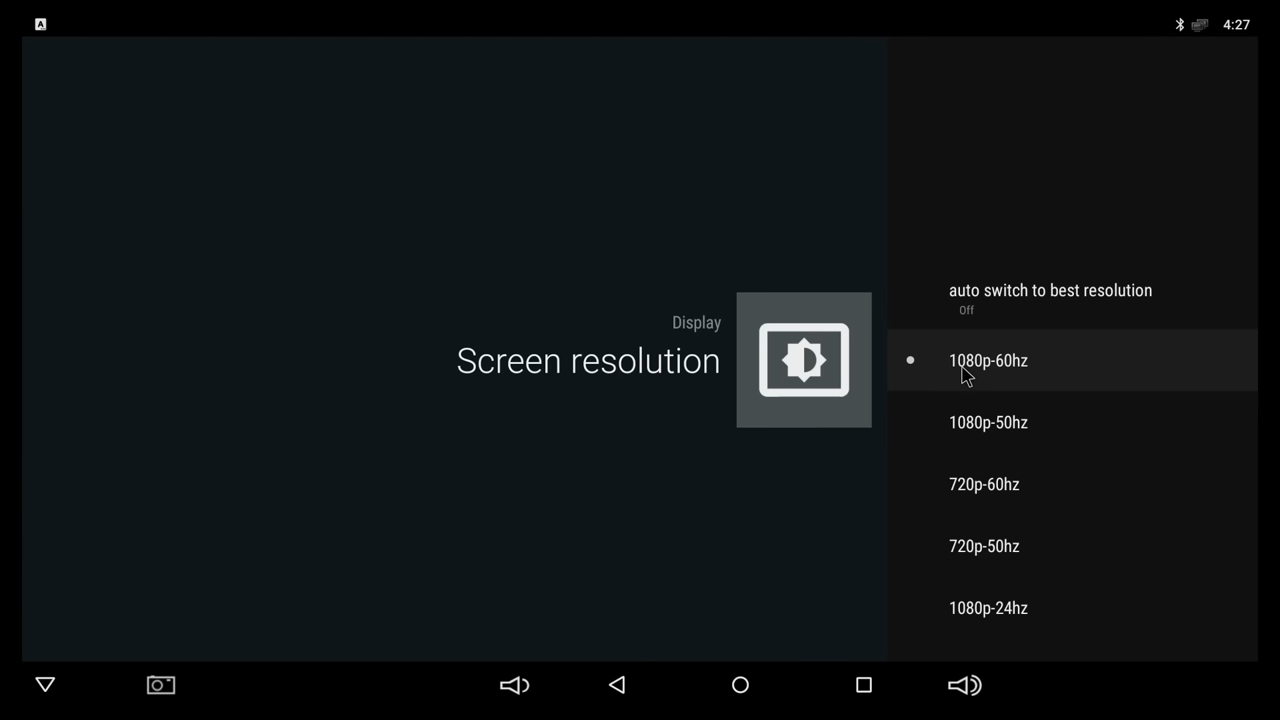 A
4:27
auto switch to best resolution
Off
Display
Screen resolution
1080p-60hz
1080p-50hz
720p-60hz
720p-50hz
1080p-24hz